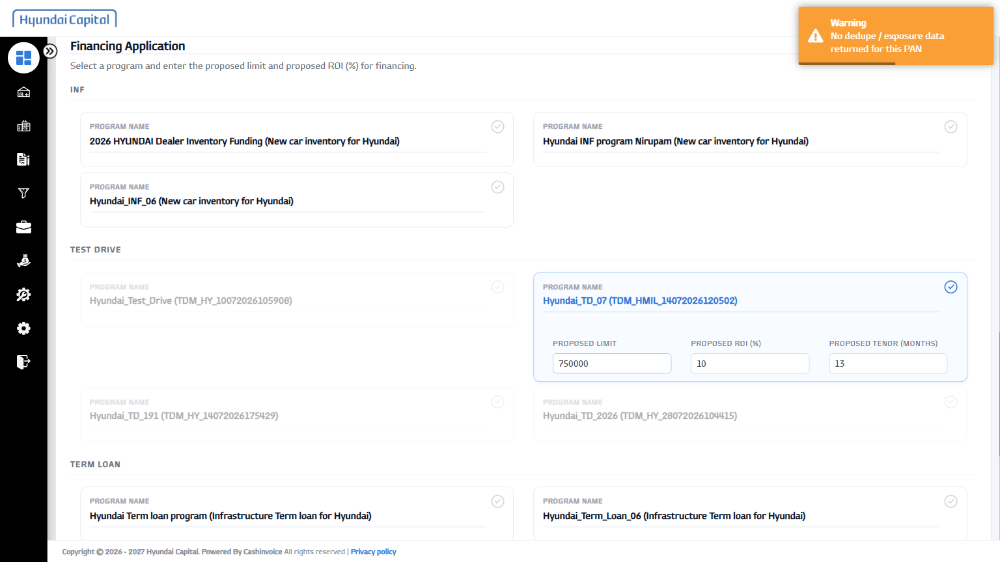 Hyundai Capital
Warning
No dedupe / exposure data
returned for this PAN
Financing Application
Select a program and enter the proposed limit and proposed ROI (%) for financing.
INF
PROGRAM NAME
2026 HYUNDAI Dealer Inventory Funding (New car inventory for Hyundai)
PROGRAM NAME
Hyundai INF program Nirupam (New car inventory for Hyundai)
PROGRAM NAME
Hyundai_INF_06 (New car inventory for Hyundai)
TEST DRIVE
PROGRAM NAME
Hyundai_Test_Drive (TDM_HY_10072026105908)
PROGRAM NAME
Hyundai_TD_07 (TDM_HMIL_14072026120502)
PROPOSED LIMIT
PROPOSED ROI (%)
PROPOSED TENOR (MONTHS)
750000
10
13
PROGRAM NAME
Hyundai_TD_191 (TDM_HY_14072026175429)
PROGRAM NAME
Hyundai_TD_2026 (TDM_HY_28072026104415)
TERM LOAN
PROGRAM NAME
Hyundai Term loan program (Infrastructure Term loan for Hyundai)
PROGRAM NAME
Hyundai_Term_Loan_06 (Infrastructure Term loan for Hyundai)
Copyright © 2026 - 2027 Hyundai Capital. Powered By Cashinvoice All rights reserved | Privacy policy